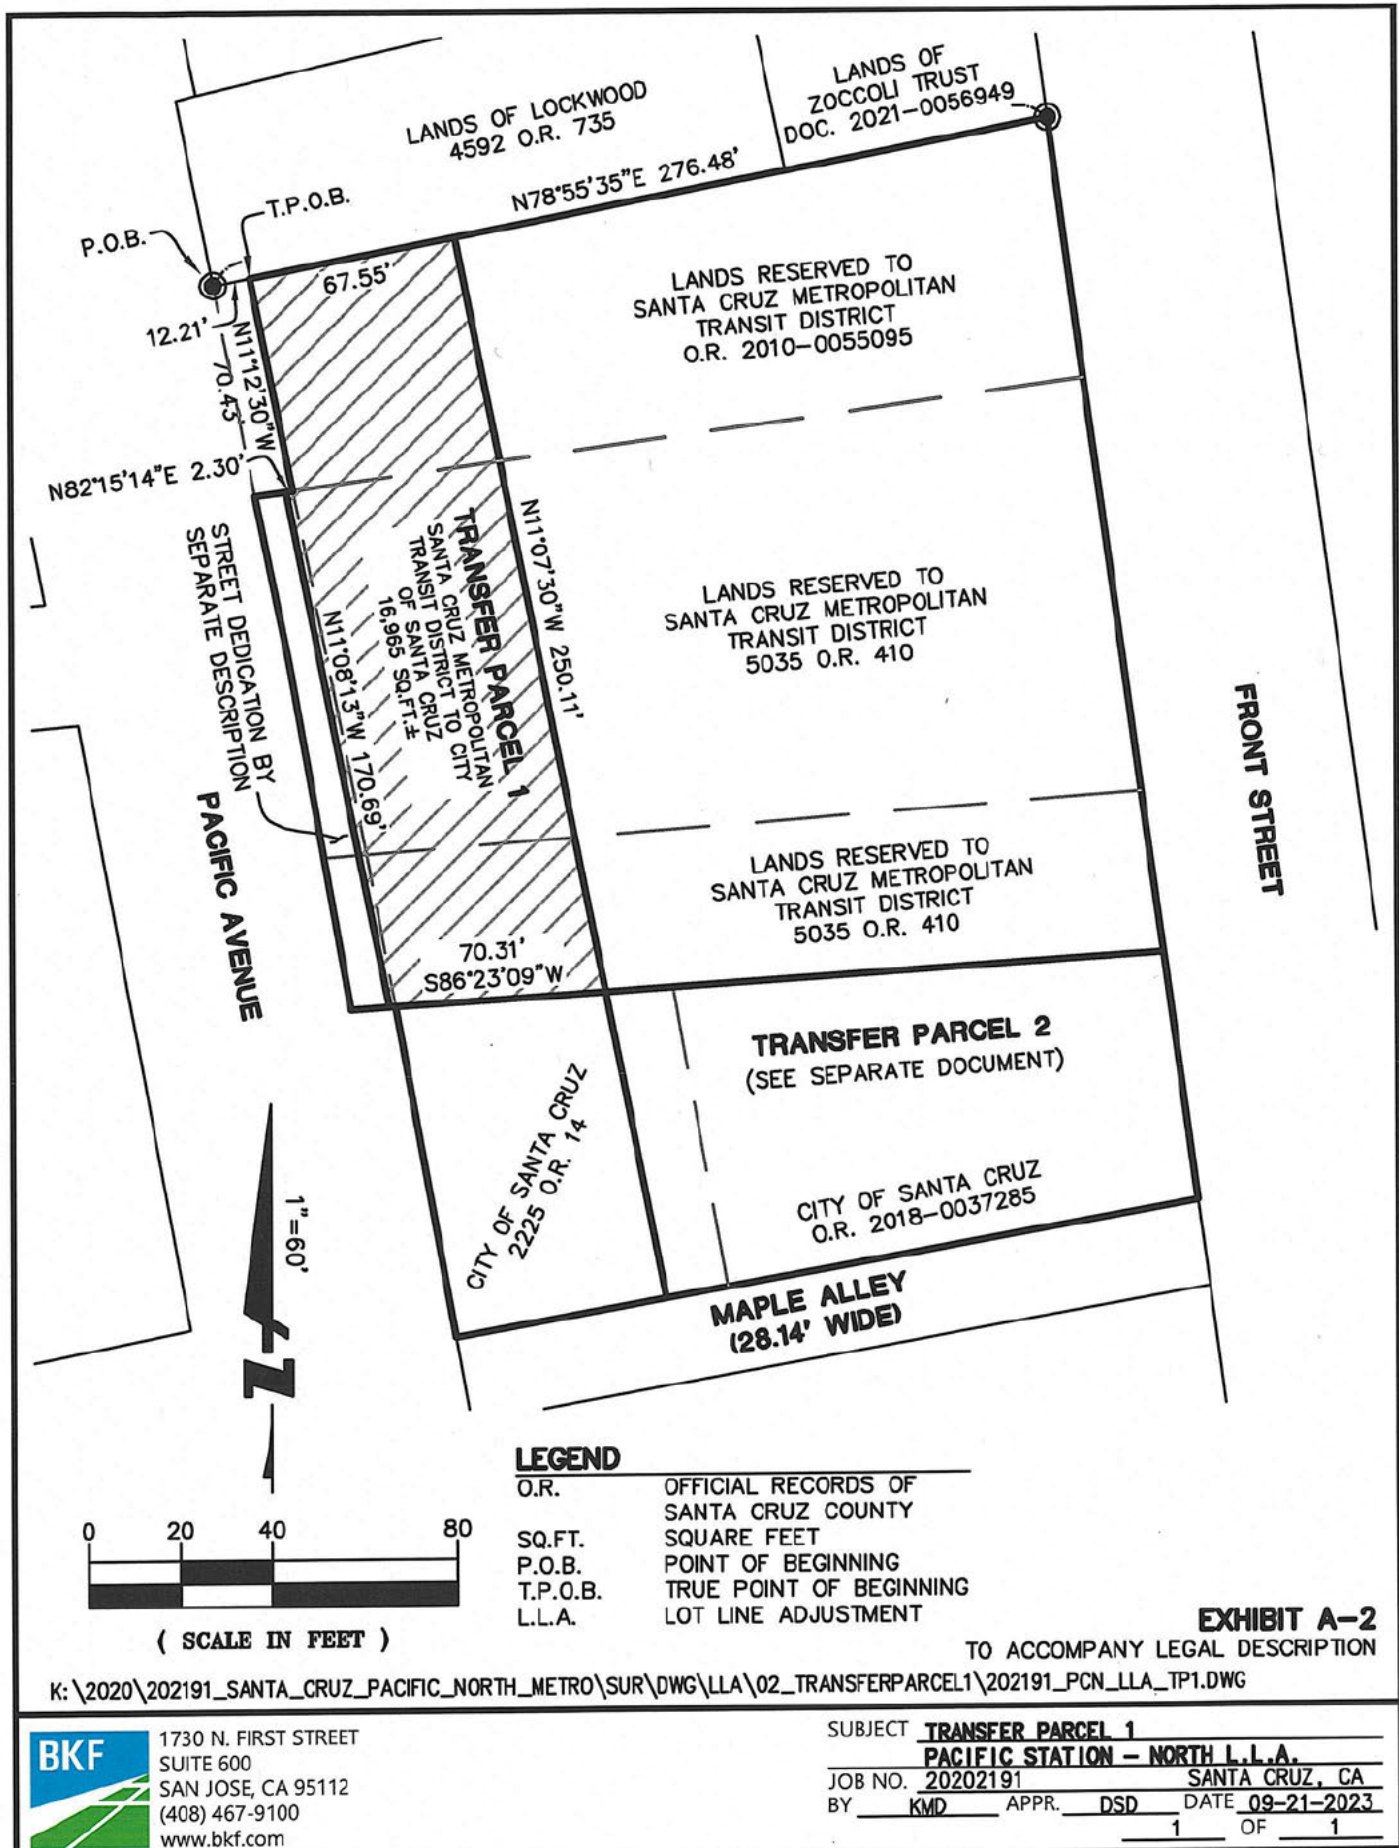 LANDS OF LOCKWOOD
4592 O.R. 735
LANDS OF
ZOCCOLI TRUST
DOC. 2021-0056949
N78°55'35"E 276.48'
T.P.O.B.
P.O.B.
67.55'
12.21'
N11°12'30"W
70.43'
N82°15'14"E 2.30'
LANDS RESERVED TO
SANTA CRUZ METROPOLITAN
TRANSIT DISTRICT
O.R. 2010-0055095
STREET DEDICATION BY
SEPARATE DESCRIPTION
N11°08'13"W 170.69'
TRANSFER PARCEL 1
SANTA CRUZ METROPOLITAN
TRANSIT DISTRICT TO CITY
OF SANTA CRUZ
16,965 SQ.FT.±
N11°07'30"W 250.11'
LANDS RESERVED TO
SANTA CRUZ METROPOLITAN
TRANSIT DISTRICT
5035 O.R. 410
FRONT STREET
PACIFIC AVENUE
LANDS RESERVED TO
SANTA CRUZ METROPOLITAN
TRANSIT DISTRICT
5035 O.R. 410
70.31'
S86°23'09"W
TRANSFER PARCEL 2
(SEE SEPARATE DOCUMENT)
CITY OF SANTA CRUZ
2225 O.R. 14
CITY OF SANTA CRUZ
O.R. 2018-0037285
MAPLE ALLEY
(28.14' WIDE)
1"=60'
N
0 20 40 80
( SCALE IN FEET )
LEGEND
O.R. OFFICIAL RECORDS OF
SANTA CRUZ COUNTY
SQ.FT. SQUARE FEET
P.O.B. POINT OF BEGINNING
T.P.O.B. TRUE POINT OF BEGINNING
L.L.A. LOT LINE ADJUSTMENT
EXHIBIT A-2
TO ACCOMPANY LEGAL DESCRIPTION
K:\2020\202191_SANTA_CRUZ_PACIFIC_NORTH_METRO\SUR\DWG\LLA\02_TRANSFERPARCEL1\202191_PCN_LLA_TP1.DWG
BKF
1730 N. FIRST STREET
SUITE 600
SAN JOSE, CA 95112
(408) 467-9100
www.bkf.com
SUBJECT TRANSFER PARCEL 1
PACIFIC STATION - NORTH L.L.A.
JOB NO. 20202191 SANTA CRUZ, CA
BY KMD APPR. DSD DATE 09-21-2023
1 OF 1